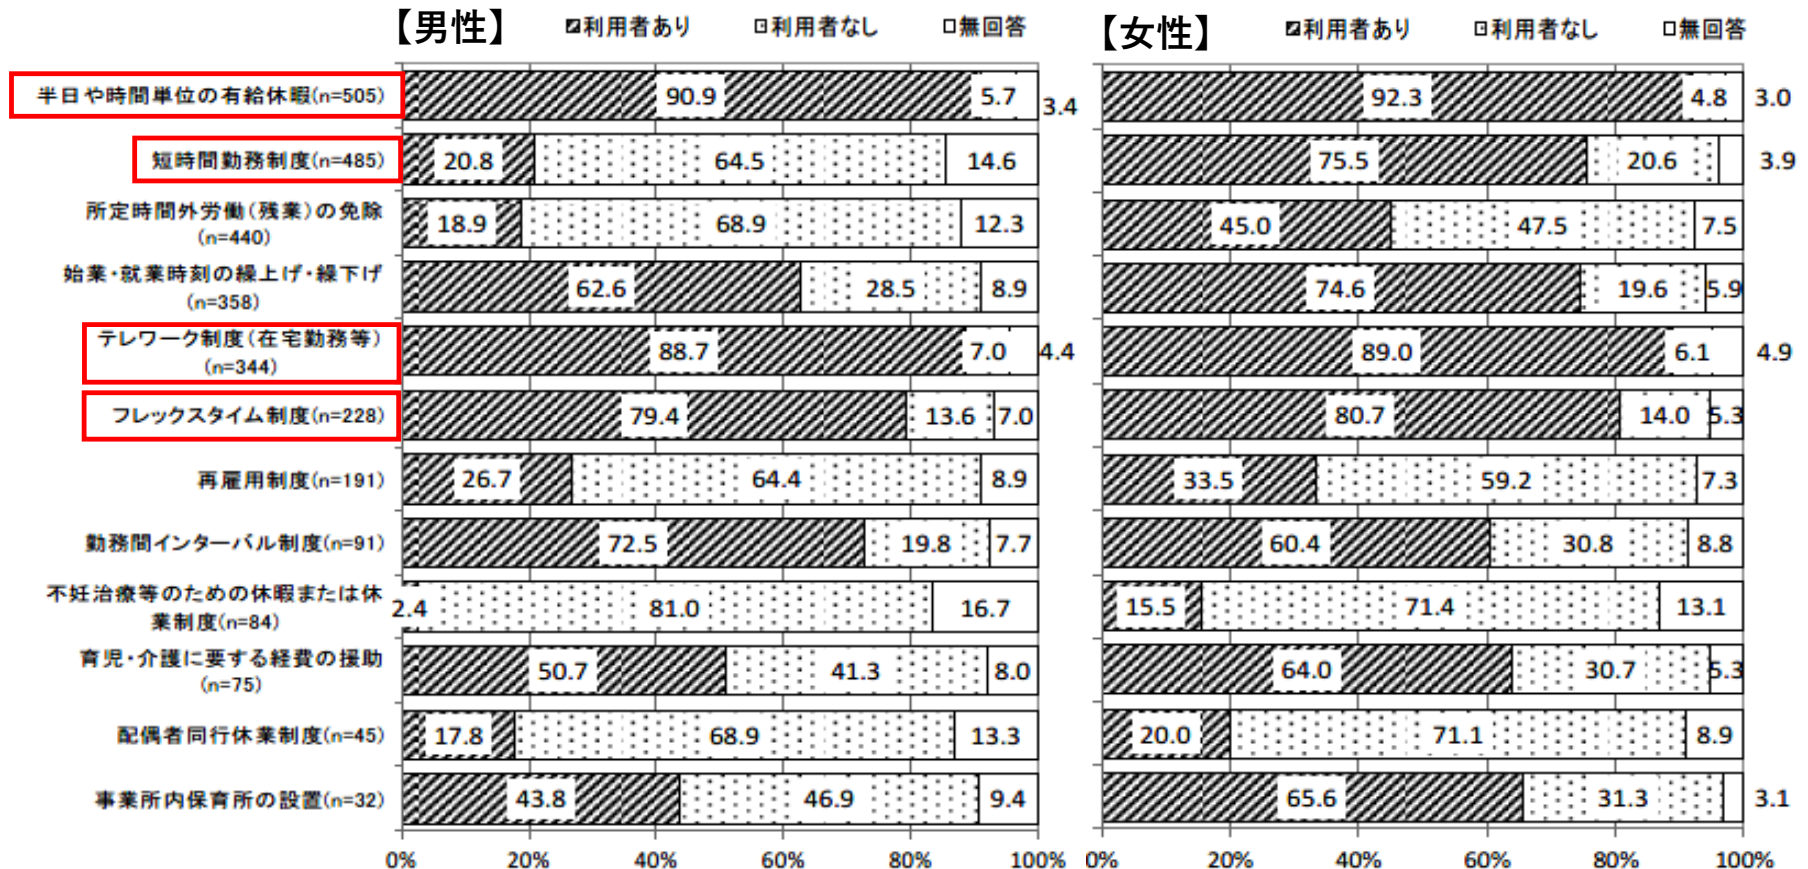 【男性】 利用者あり 利用者なし 無回答
半日や時間単位の有給休暇(n=505) 90.9 5.7 3.4
短時間勤務制度(n=485) 20.8 64.5 14.6
所定時間外労働(残業)の免除
(n=440) 18.9 68.9 12.3
始業・就業時刻の繰上げ・繰下げ
(n=358) 62.6 28.5 8.9
テレワーク制度(在宅勤務等)
(n=344) 88.7 7.0 4.4
フレックスタイム制度(n=228) 79.4 13.6 7.0
再雇用制度(n=191) 26.7 64.4 8.9
勤務間インターバル制度(n=91) 72.5 19.8 7.7
不妊治療等のための休暇または休
業制度(n=84) 2.4 81.0 16.7
育児・介護に要する経費の援助
(n=75) 50.7 41.3 8.0
配偶者同行休業制度(n=45) 17.8 68.9 13.3
事業所内保育所の設置(n=32) 43.8 46.9 9.4
0% 20% 40% 60% 80% 100%
【女性】 利用者あり 利用者なし 無回答
92.3 4.8 3.0
75.5 20.6 3.9
45.0 47.5 7.5
74.6 19.6 5.9
89.0 6.1 4.9
80.7 14.0 5.3
33.5 59.2 7.3
60.4 30.8 8.8
15.5 71.4 13.1
64.0 30.7 5.3
20.0 71.1 8.9
65.6 31.3 3.1
0% 20% 40% 60% 80% 100%